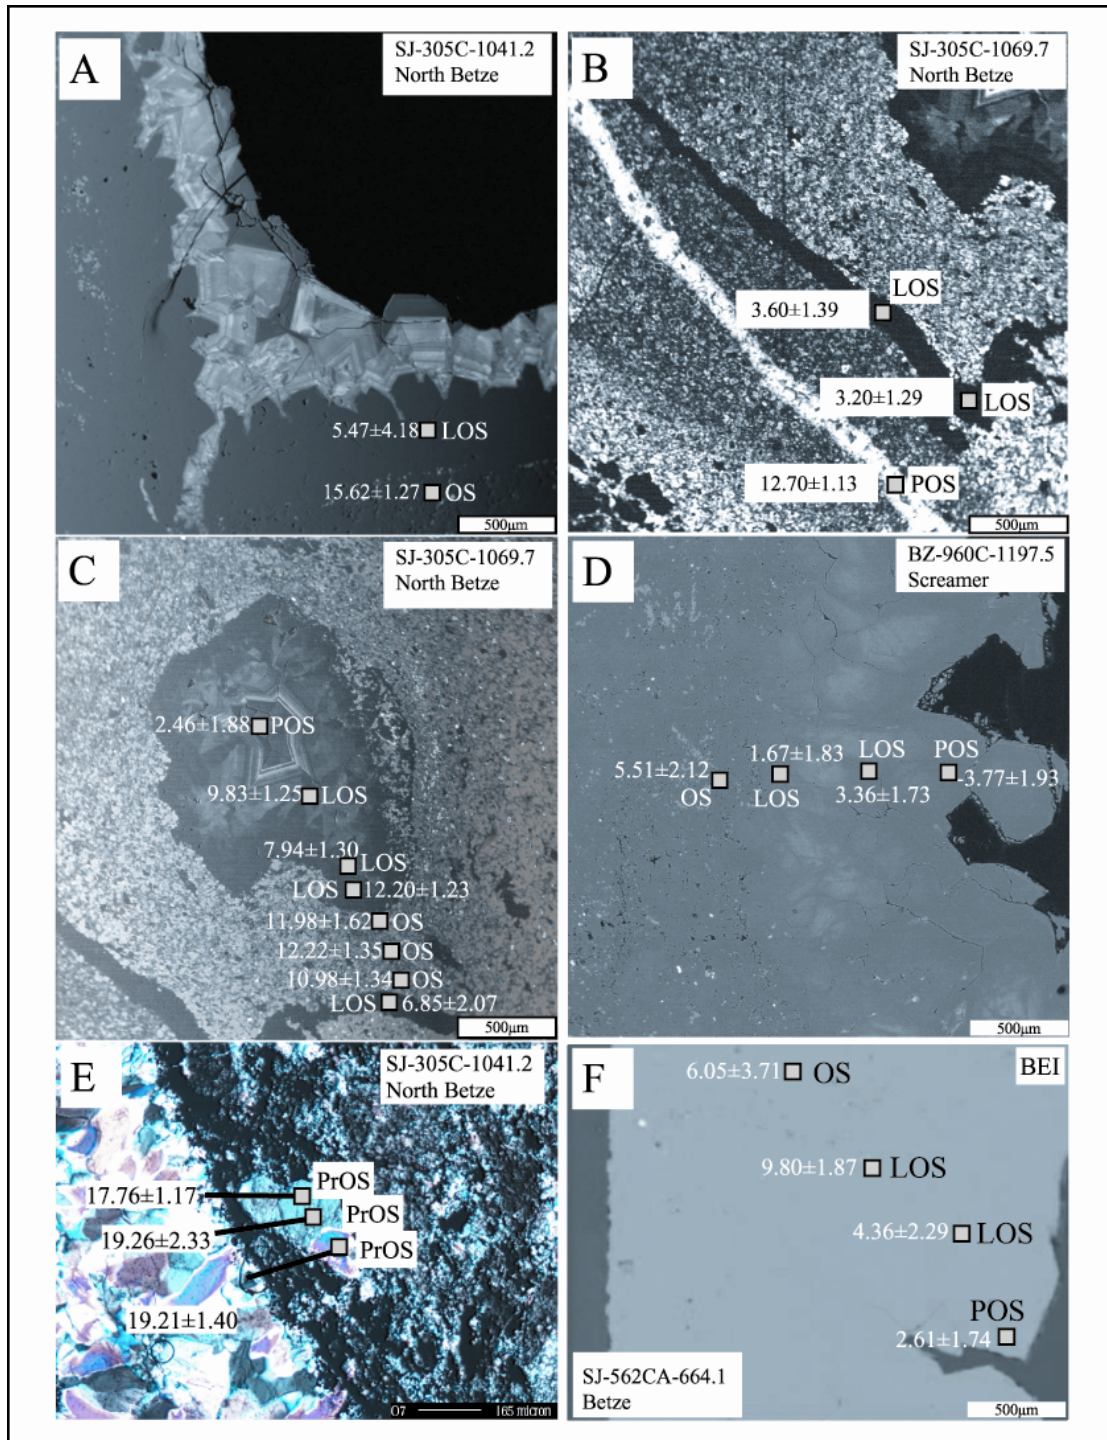 A
SJ-305C-1041.2
North Betze
5.47±4.18 LOS
15.62±1.27 OS
500µm
B
SJ-305C-1069.7
North Betze
LOS
3.60±1.39
3.20±1.29 LOS
12.70±1.13 POS
500µm
C
SJ-305C-1069.7
North Betze
2.46±1.88 POS
9.83±1.25 LOS
7.94±1.30
LOS
LOS 12.20±1.23
11.98±1.62 OS
12.22±1.35 OS
10.98±1.34 OS
LOS 6.85±2.07
500µm
D
BZ-960C-1197.5
Screamer
5.51±2.12
OS
1.67±1.83
LOS
LOS
3.36±1.73
POS
-3.77±1.93
500µm
E
SJ-305C-1041.2
North Betze
PrOS
17.76±1.17
PrOS
19.26±2.33
PrOS
19.21±1.40
07 165 micron
F
BEI
6.05±3.71 OS
9.80±1.87 LOS
4.36±2.29 LOS
POS
2.61±1.74
SJ-562CA-664.1
Betze
500µm